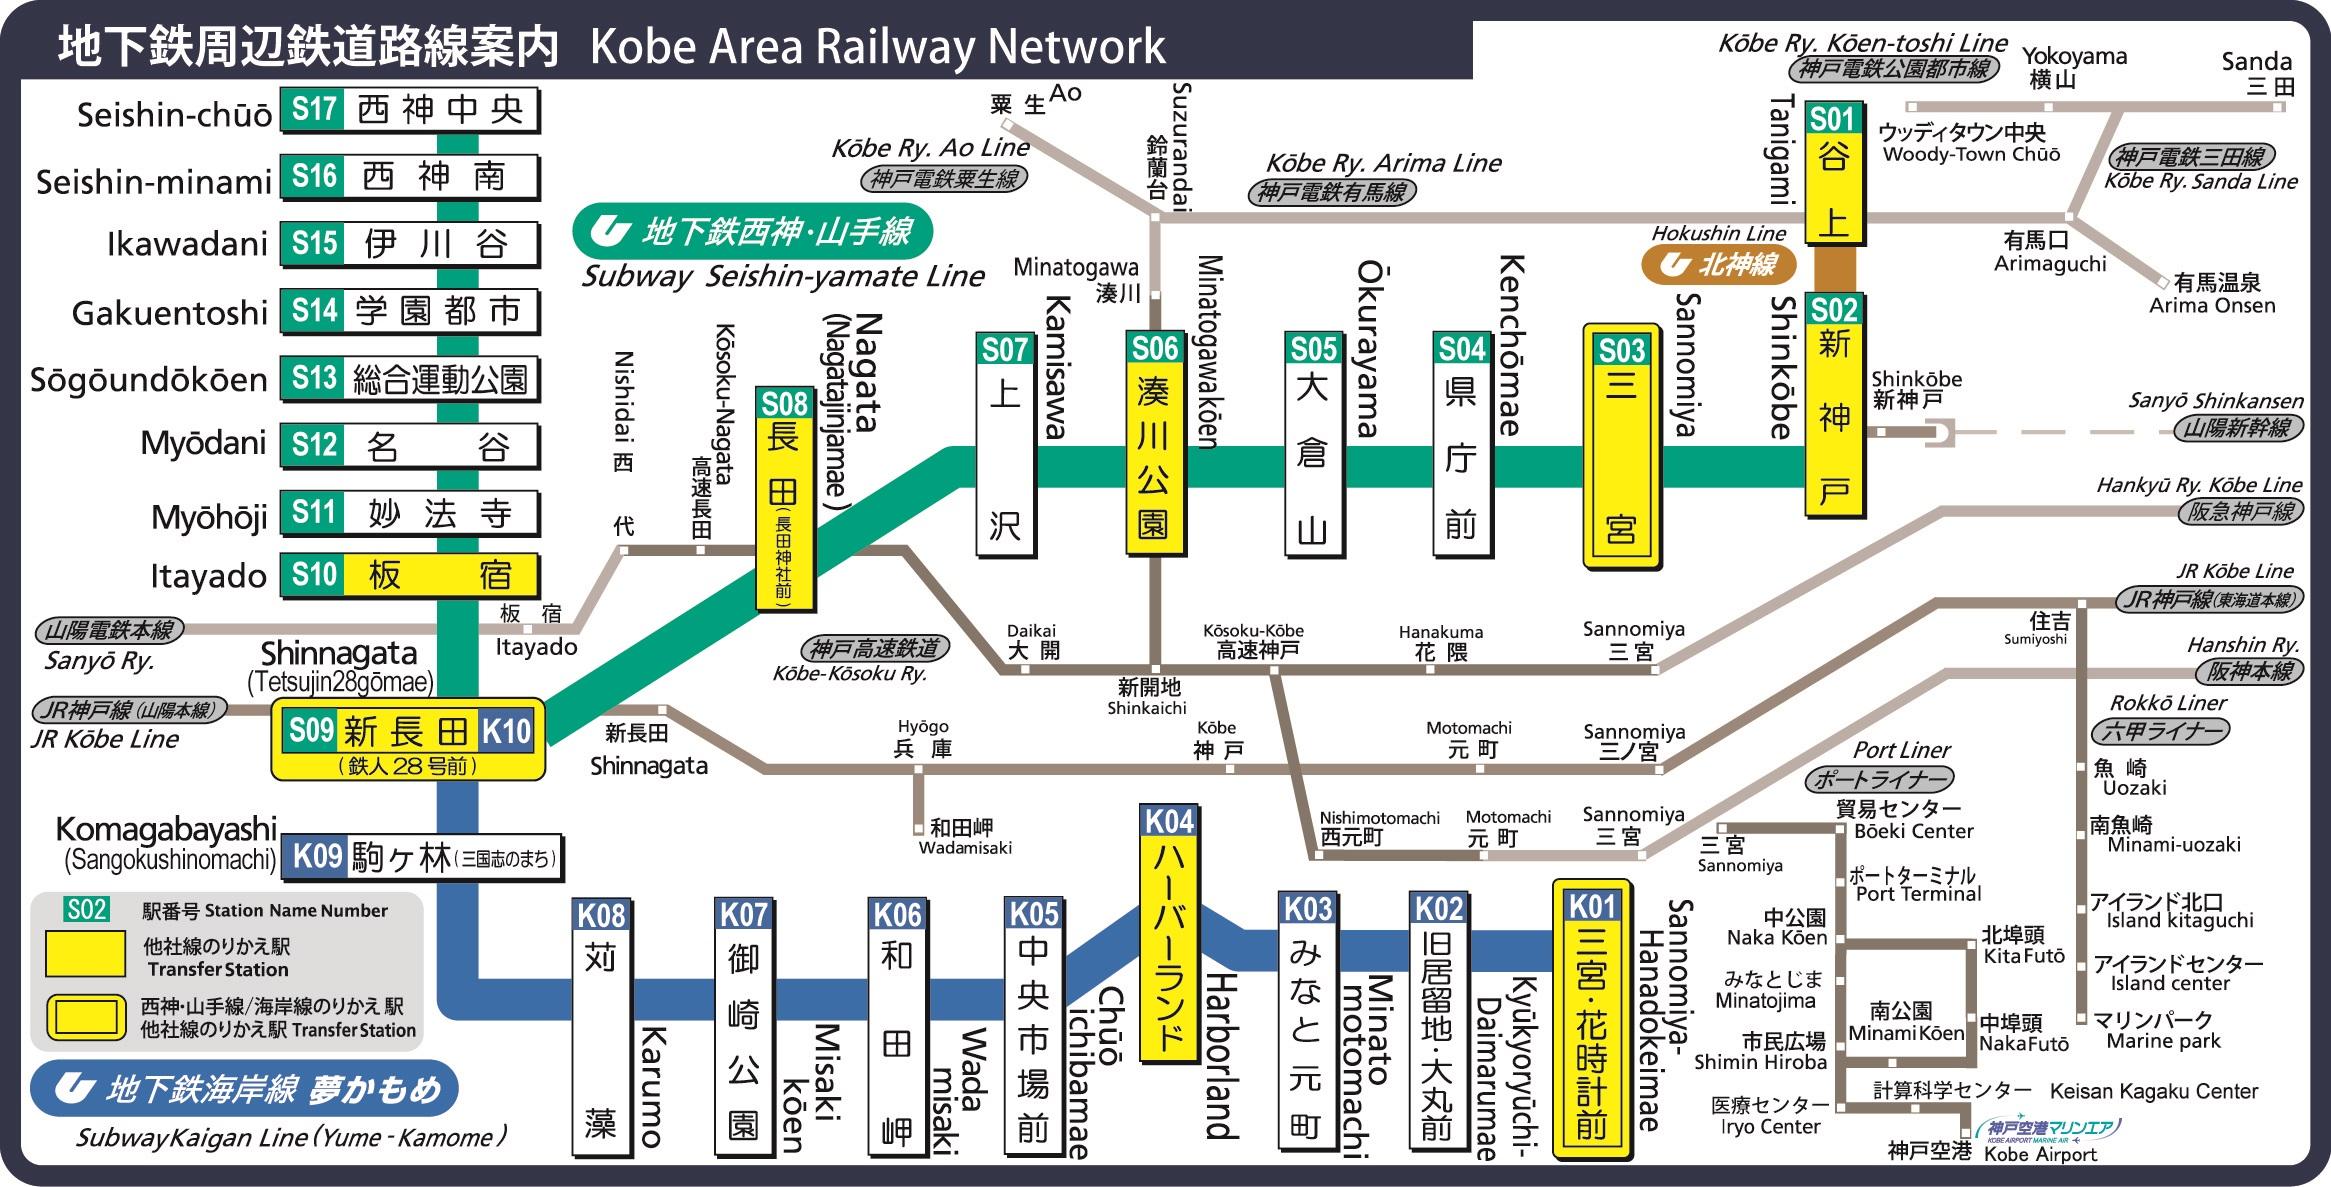 地下鉄周辺鉄道路線案内 Kobe Area Railway Network
Seishin-chūō S17 西神中央
Seishin-minami S16 西神南
Ikawadani S15 伊川谷
Gakuentoshi S14 学園都市
Sōgōundōkōen S13 総合運動公園
Myōdani S12 名谷
Myōhōji S11 妙法寺
Itayado S10 板宿
山陽電鉄本線
Sanyō Ry.
板宿
Itayado
Shinnagata
(Tetsujin28gōmae)
S09 新長田 K10
(鉄人28号前)
JR神戸線(山陽本線)
JR Kōbe Line
Komagabayashi
(Sangokushinomachi)
K09 駒ヶ林(三国志のまち)
地下鉄西神・山手線
Subway Seishin-yamate Line
Nishidai 西代
Kōsoku-Nagata
高速長田
S08 長田(長田神社前)
Nagata
(Nagatajinjamae)
S07 上沢
Kamisawa
S06 湊川公園
Minatogawakōen
S05 大倉山
Ōkurayama
S04 県庁前
Kenchōmae
S03 三宮
Sannomiya
S02 新神戸
Shinkōbe
S01 谷上
Tanigami
Hokushin Line
北神線
粟生 Ao
Kōbe Ry. Ao Line
神戸電鉄粟生線
Suzurandai
鈴蘭台
Kōbe Ry. Arima Line
神戸電鉄有馬線
Minatogawa
湊川
Kōbe Ry. Kōen-toshi Line
神戸電鉄公園都市線
Yokoyama
横山
Sanda
三田
ウッディタウン中央
Woody-Town Chūō
神戸電鉄三田線
Kōbe Ry. Sanda Line
有馬口
Arimaguchi
有馬温泉
Arima Onsen
Shinkōbe
新神戸
Sanyō Shinkansen
山陽新幹線
Hankyū Ry. Kōbe Line
阪急神戸線
JR Kōbe Line
JR神戸線(東海道本線)
住吉
Sumiyoshi
Hanshin Ry.
阪神本線
神戸高速鉄道
Kōbe-Kōsoku Ry.
Daikai
大開
新開地
Shinkaichi
Kōsoku-Kōbe
高速神戸
Hanakuma
花隈
Sannomiya
三宮
新長田
Shinnagata
Hyōgo
兵庫
和田岬
Wadamisaki
Kōbe
神戸
Motomachi
元町
Sannomiya
三ノ宮
Nishimotomachi
西元町
Motomachi
元町
Sannomiya
三宮
Rokkō Liner
六甲ライナー
魚崎
Uozaki
南魚崎
Minami-uozaki
アイランド北口
Island kitaguchi
アイランドセンター
Island center
マリンパーク
Marine park
Port Liner
ポートライナー
三宮
Sannomiya
貿易センター
Bōeki Center
ポートターミナル
Port Terminal
中公園
Naka Kōen
北埠頭
Kita Futō
みなとじま
Minatojima
南公園
Minami Kōen
中埠頭
Naka Futō
市民広場
Shimin Hiroba
計算科学センター Keisan Kagaku Center
医療センター
Iryo Center
神戸空港
Kobe Airport
神戸空港マリンエア
KOBE AIRPORT MARINE AIR
K08 苅藻
Karumo
K07 御崎公園
Misaki
kōen
K06 和田岬
Wada
misaki
K05 中央市場前
Chūō
ichibamae
K04 ハーバーランド
Harborland
K03 みなと元町
Minato
motomachi
K02 旧居留地・大丸前
Kyūkyoryūchi-
Daimarumae
K01 三宮・花時計前
Sannomiya-
Hanadokeimae
S02 駅番号 Station Name Number
他社線のりかえ駅
Transfer Station
西神・山手線/海岸線のりかえ駅
他社線のりかえ駅 Transfer Station
地下鉄海岸線 夢かもめ
Subway Kaigan Line (Yume-Kamome)